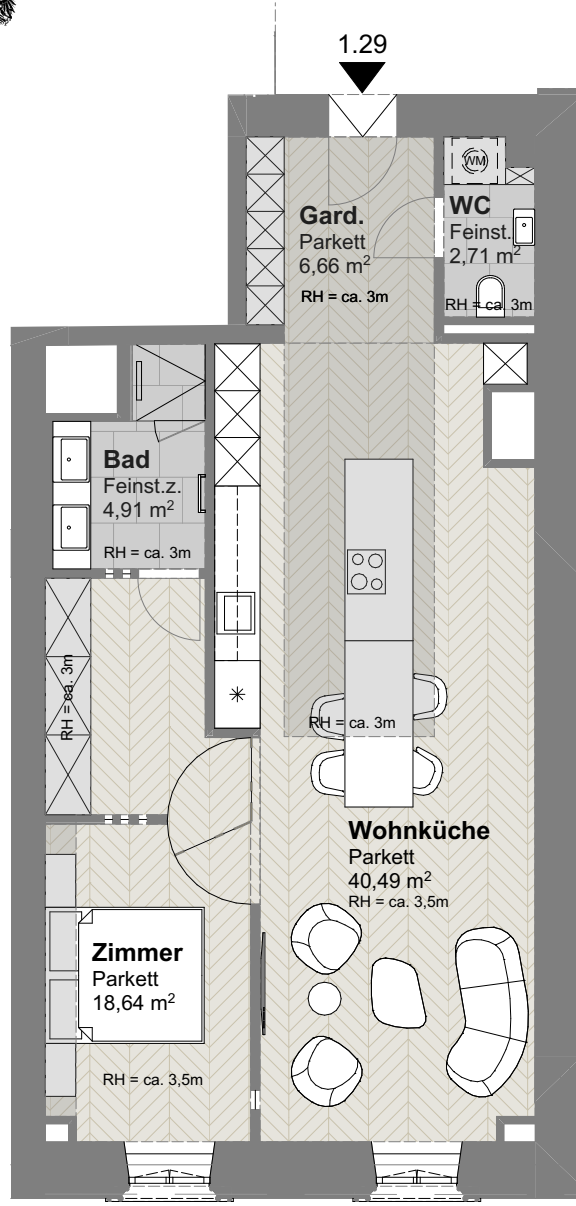 1.29
WM
Gard.
Parkett
6,66 m²
RH = ca. 3m
WC
Feinst.
2,71 m²
RH = ca. 3m
Bad
Feinst.z.
4,91 m²
RH = ca. 3m
RH = ca. 3m
RH = ca. 3m
Wohnküche
Parkett
40,49 m²
RH = ca. 3,5m
Zimmer
Parkett
18,64 m²
RH = ca. 3,5m